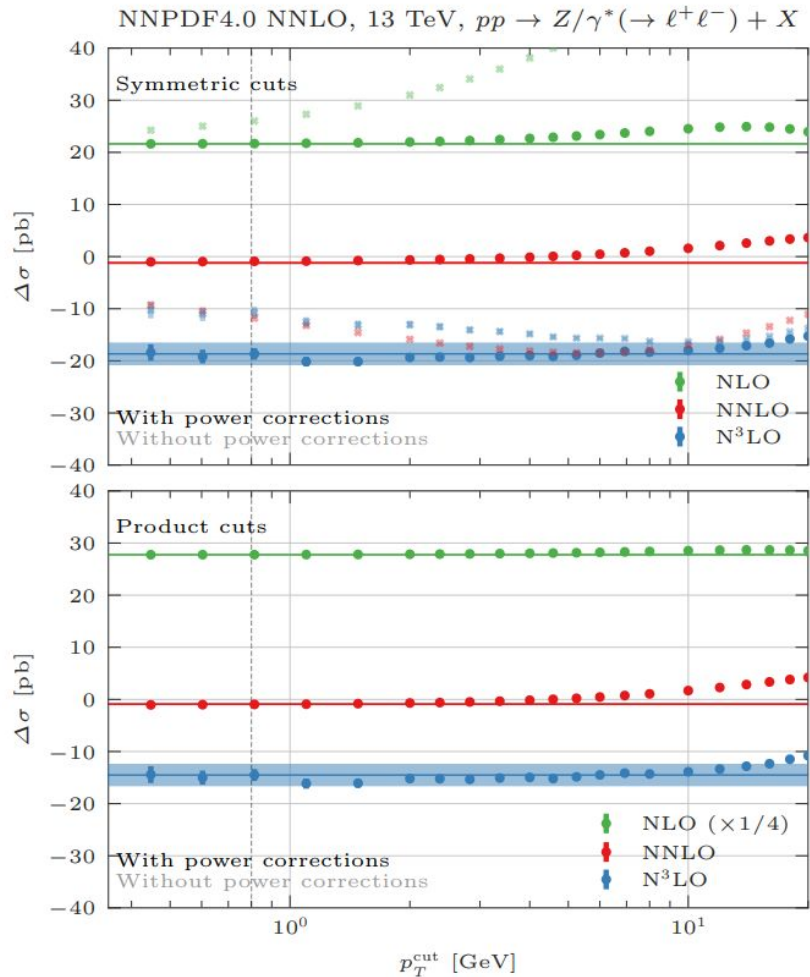 NNPDF4.0 NNLO, 13 TeV, pp → Z/γ*(→ ℓ⁺ℓ⁻) + X
40
Symmetric cuts
30
20
10
0
−10
−20
−30
−40
Δσ [pb]
NLO
NNLO
N³LO
With power corrections
Without power corrections
40
Product cuts
30
20
10
0
−10
−20
−30
−40
Δσ [pb]
NLO (×1/4)
NNLO
N³LO
With power corrections
Without power corrections
10⁰ 10¹
p_T^cut [GeV]